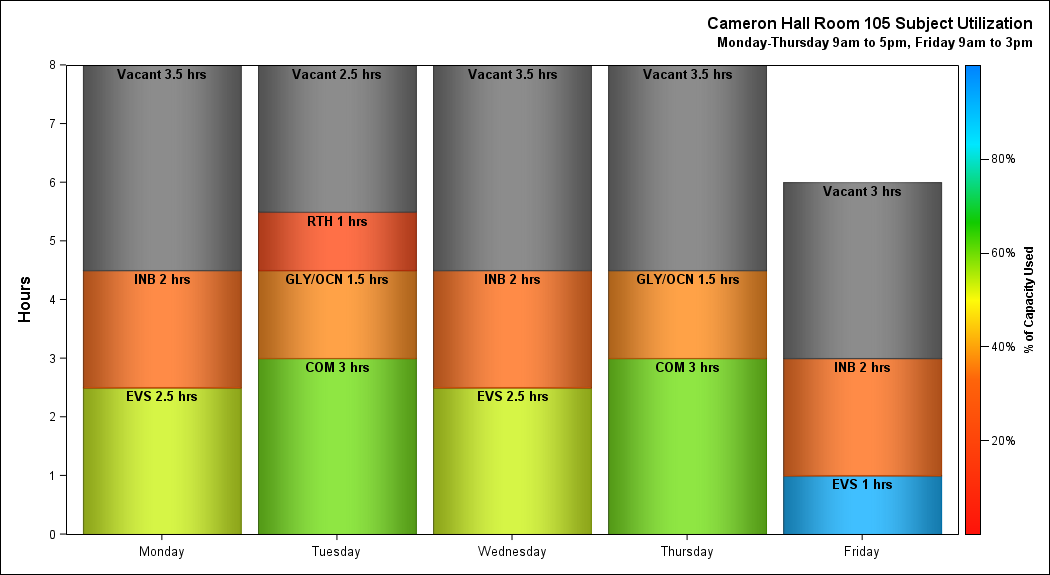 Cameron Hall Room 105 Subject Utilization
Monday-Thursday 9am to 5pm, Friday 9am to 3pm
Hours
8
7
6
5
4
3
2
1
0
Vacant 3.5 hrs
INB 2 hrs
EVS 2.5 hrs
Vacant 2.5 hrs
RTH 1 hrs
GLY/OCN 1.5 hrs
COM 3 hrs
Vacant 3.5 hrs
INB 2 hrs
EVS 2.5 hrs
Vacant 3.5 hrs
GLY/OCN 1.5 hrs
COM 3 hrs
Vacant 3 hrs
INB 2 hrs
EVS 1 hrs
Monday
Tuesday
Wednesday
Thursday
Friday
80%
60%
40%
20%
% of Capacity Used